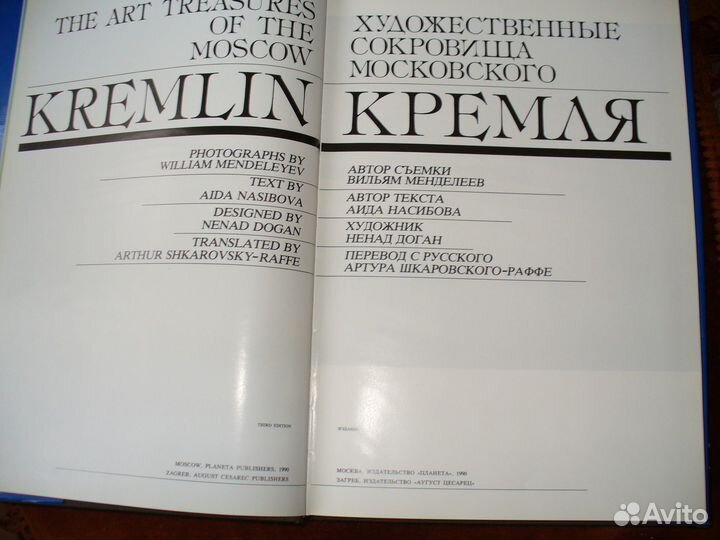 THE ART TREASURES
OF THE
MOSCOW
KREMLIN
PHOTOGRAPHS BY
WILLIAM MENDELEYEV
TEXT BY
AIDA NASIBOVA
DESIGNED BY
NENAD DOGAN
TRANSLATED BY
ARTHUR SHKAROVSKY-RAFFE
THIRD EDITION
MOSCOW, PLANETA PUBLISHERS, 1990
ZAGREB, AUGUST CESAREC PUBLISHERS
ХУДОЖЕСТВЕННЫЕ
СОКРОВИЩА
МОСКОВСКОГО
КРЕМЛЯ
АВТОР СЪЕМКИ
ВИЛЬЯМ МЕНДЕЛЕЕВ
АВТОР ТЕКСТА
АИДА НАСИБОВА
ХУДОЖНИК
НЕНАД ДОГАН
ПЕРЕВОД С РУССКОГО
АРТУРА ШКАРОВСКОГО-РАФФЕ
ИЗДАНИЕ
МОСКВА, ИЗДАТЕЛЬСТВО «ПЛАНЕТА», 1990
ЗАГРЕБ, ИЗДАТЕЛЬСТВО «АУГУСТ ЦЕСАРЕЦ»
Avito